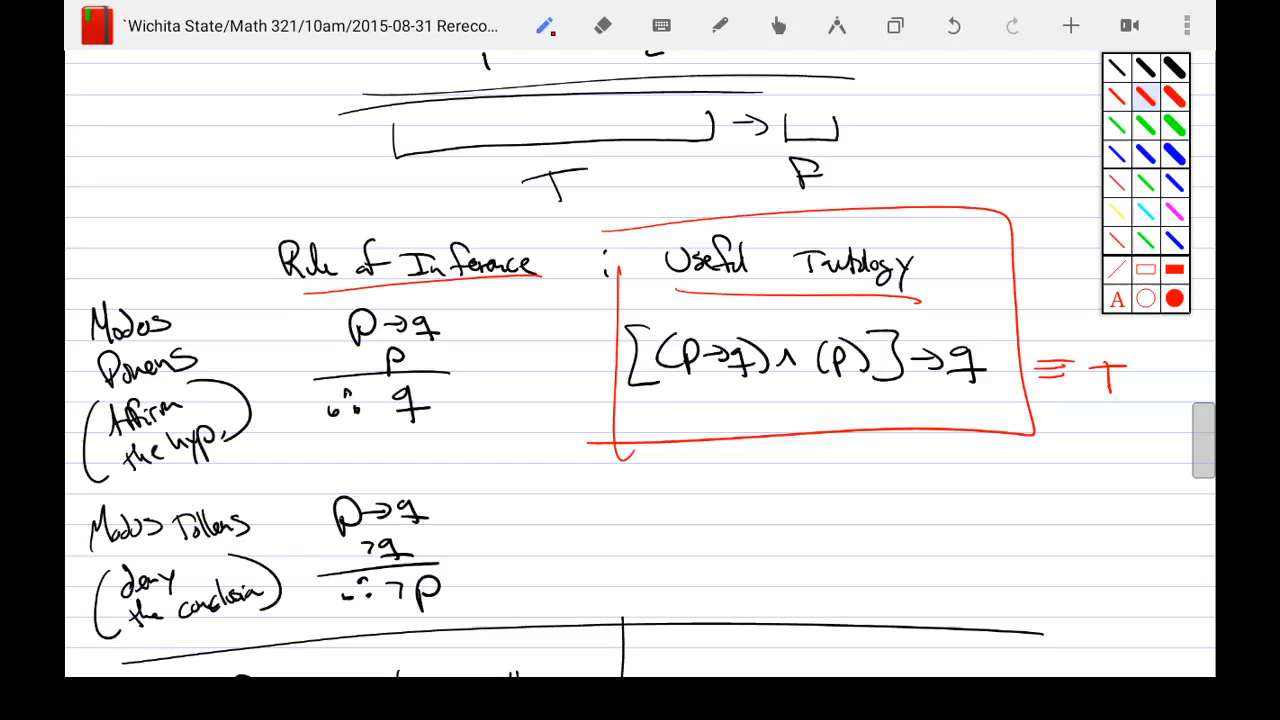 `Wichita State/Math 321/10am/2015-08-31 Rereco...
→
T F
Rule of Inference : Useful Tutology
Modus
Ponens
(Affirm
the hyp.)
p→q
p
∴ q
[(p→q)∧(p)]→q ≡ T
Modus Tollens
(deny
the conclusion)
p→q
¬q
∴ ¬p
A